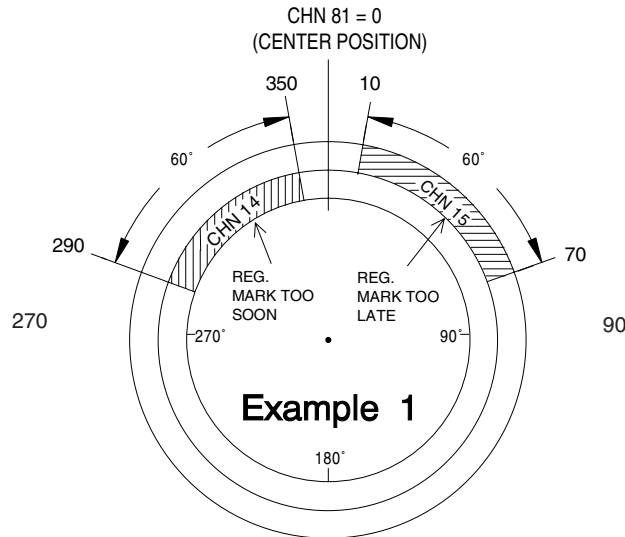 CHN 81 = 0
(CENTER POSITION)
350
10
60°
60°
CHN 14
CHN 15
290
70
REG.
MARK TOO
SOON
REG.
MARK TOO
LATE
270
90
270°
90°
Example 1
180°